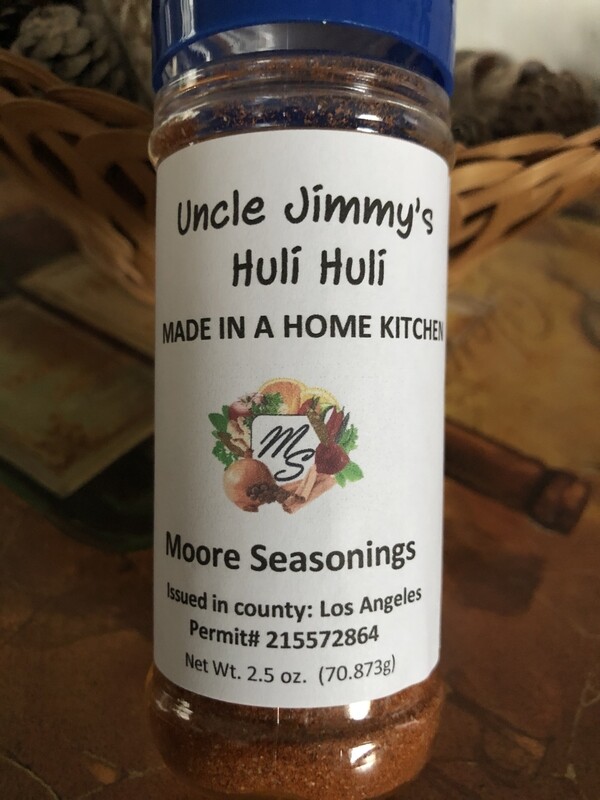 Uncle Jimmy's
Huli Huli
MADE IN A HOME KITCHEN
MS
Moore Seasonings
Issued in county: Los Angeles
Permit# 215572864
Net Wt. 2.5 oz. (70.873g)